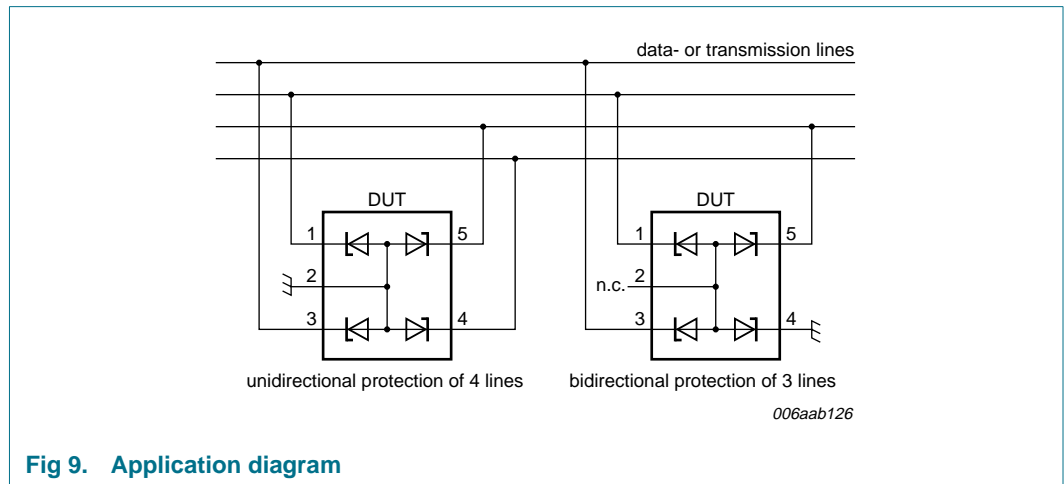 data- or transmission lines
DUT
1
5
2
3
4
unidirectional protection of 4 lines
DUT
1
5
n.c.
2
3
4
bidirectional protection of 3 lines
006aab126
Fig 9. Application diagram